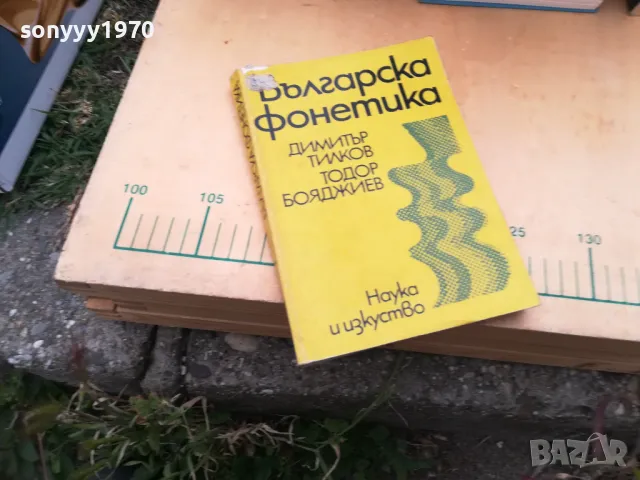 sonyyy1970
Българска
фонетика
ДИМИТЪР
ТИЛКОВ
ТОДОР
БОЯДЖИЕВ
Наука
и изкуство
100
105
25
130
bazar